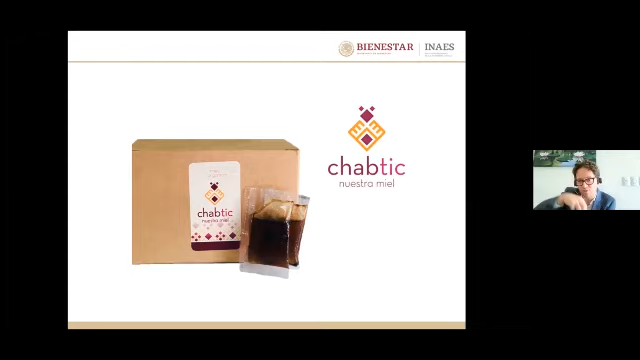 BIENESTAR
INAES
chabtic
nuestra miel
chabtic
nuestra miel